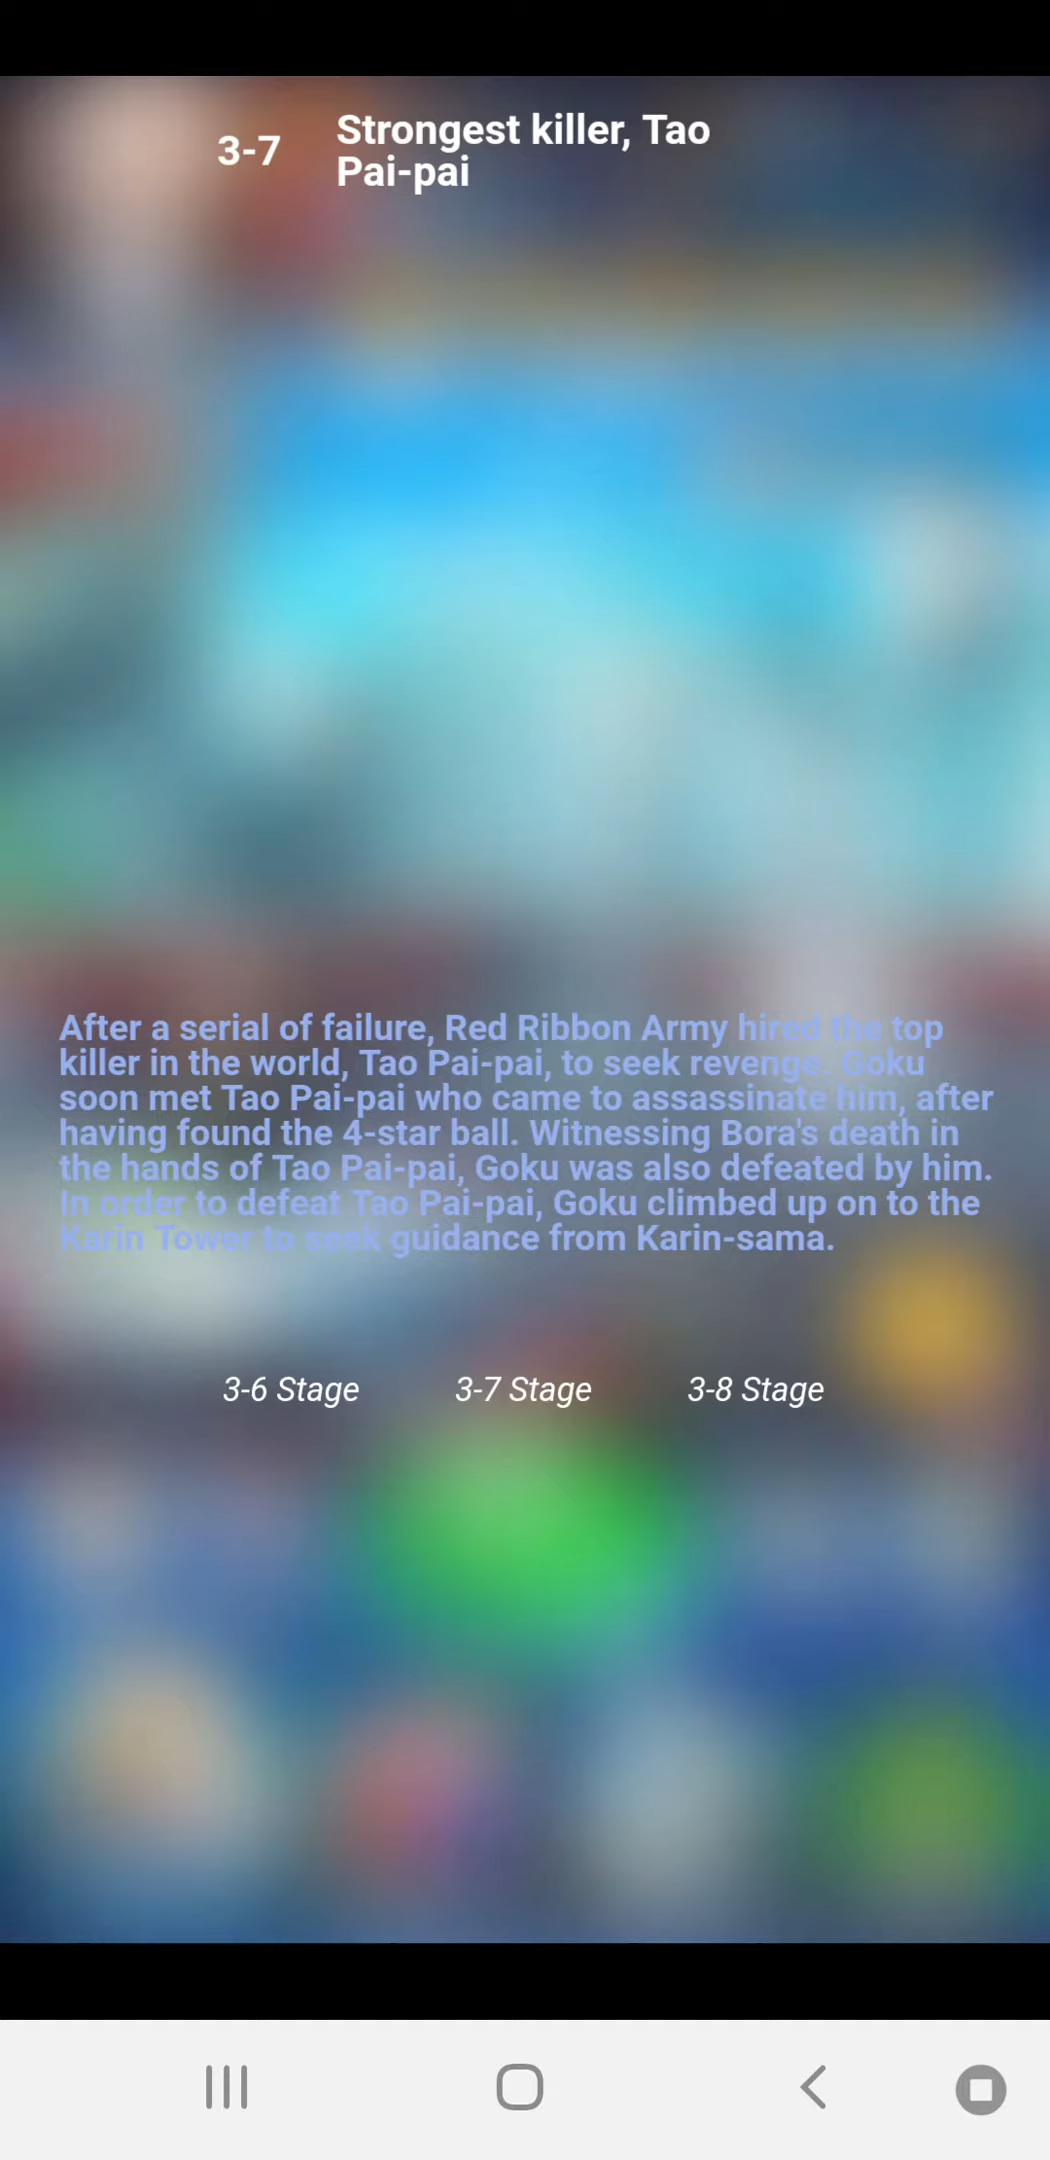 3-7
Strongest killer, Tao
Pai-pai
After a serial of failure, Red Ribbon Army hired the top
killer in the world, Tao Pai-pai, to seek revenge. Goku
soon met Tao Pai-pai who came to assassinate him, after
having found the 4-star ball. Witnessing Bora's death in
the hands of Tao Pai-pai, Goku was also defeated by him.
In order to defeat Tao Pai-pai, Goku climbed up on to the
Karin Tower to seek guidance from Karin-sama.
3-6 Stage
3-7 Stage
3-8 Stage